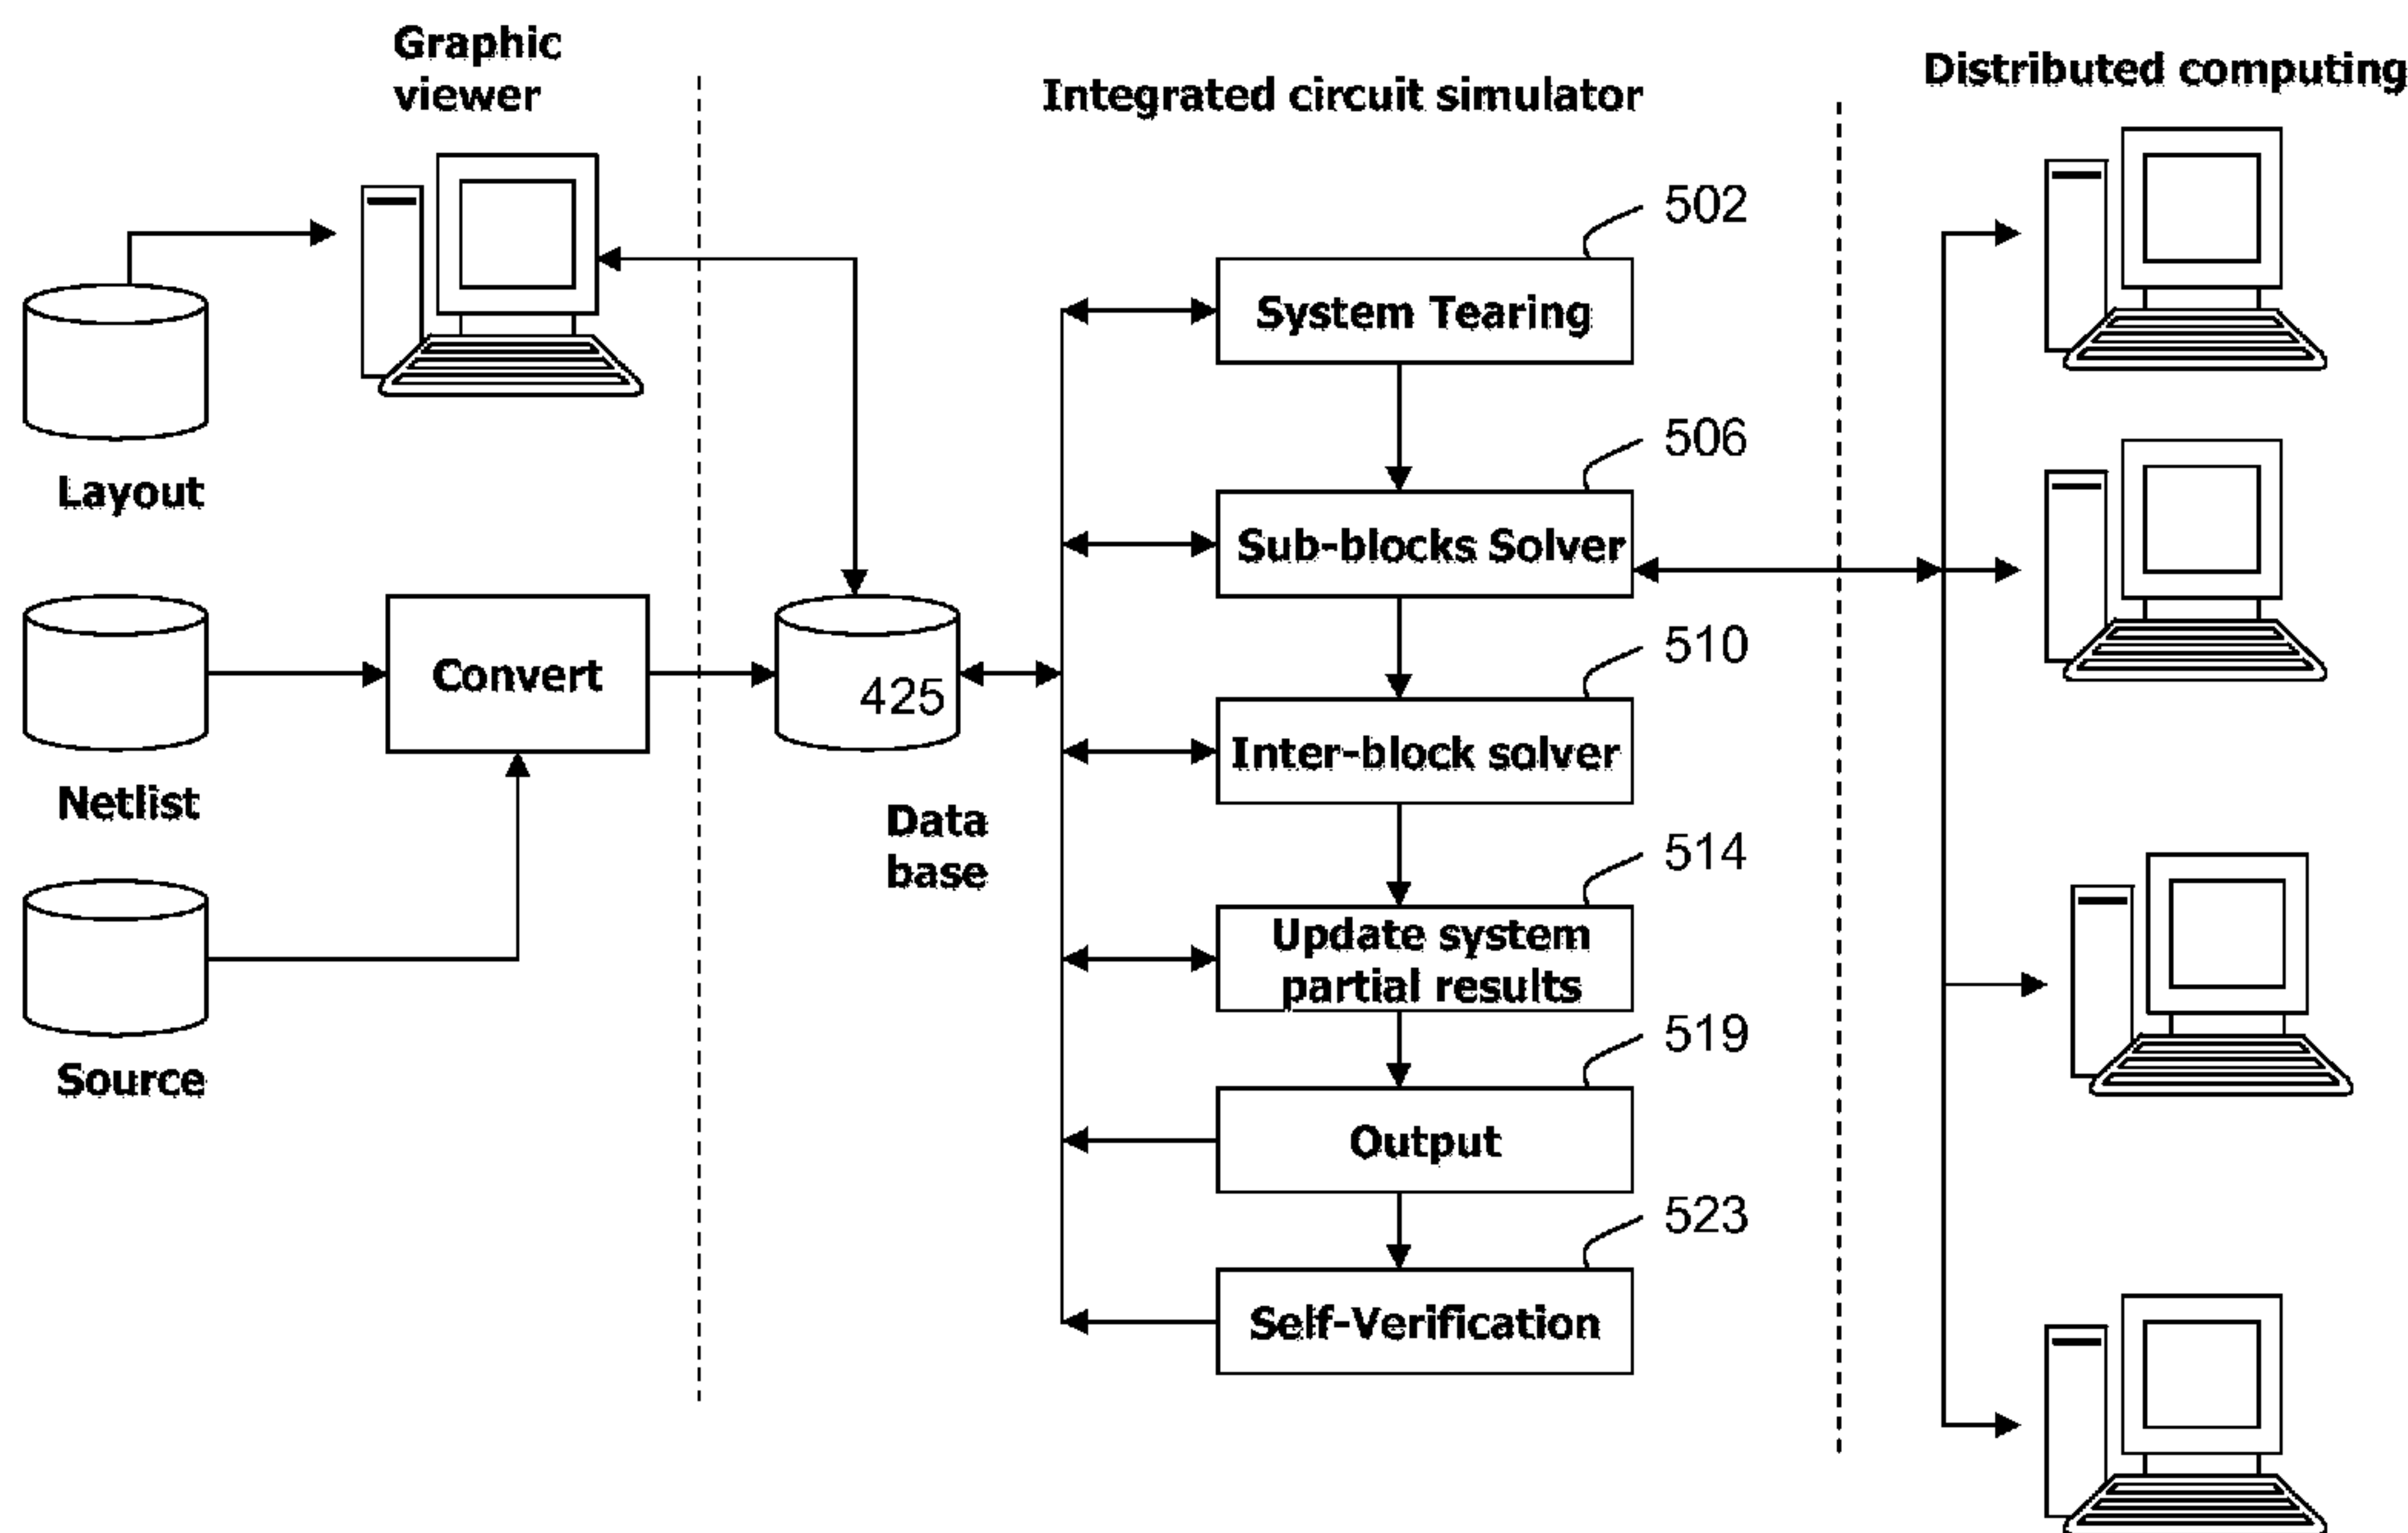 Graphic
viewer
Integrated circuit simulator
Distributed computing
502
System Tearing
Layout
506
Sub-blocks Solver
Netlist
Convert
425
Data
base
510
Inter-block solver
514
Update system
partial results
Source
519
Output
523
Self-Verification